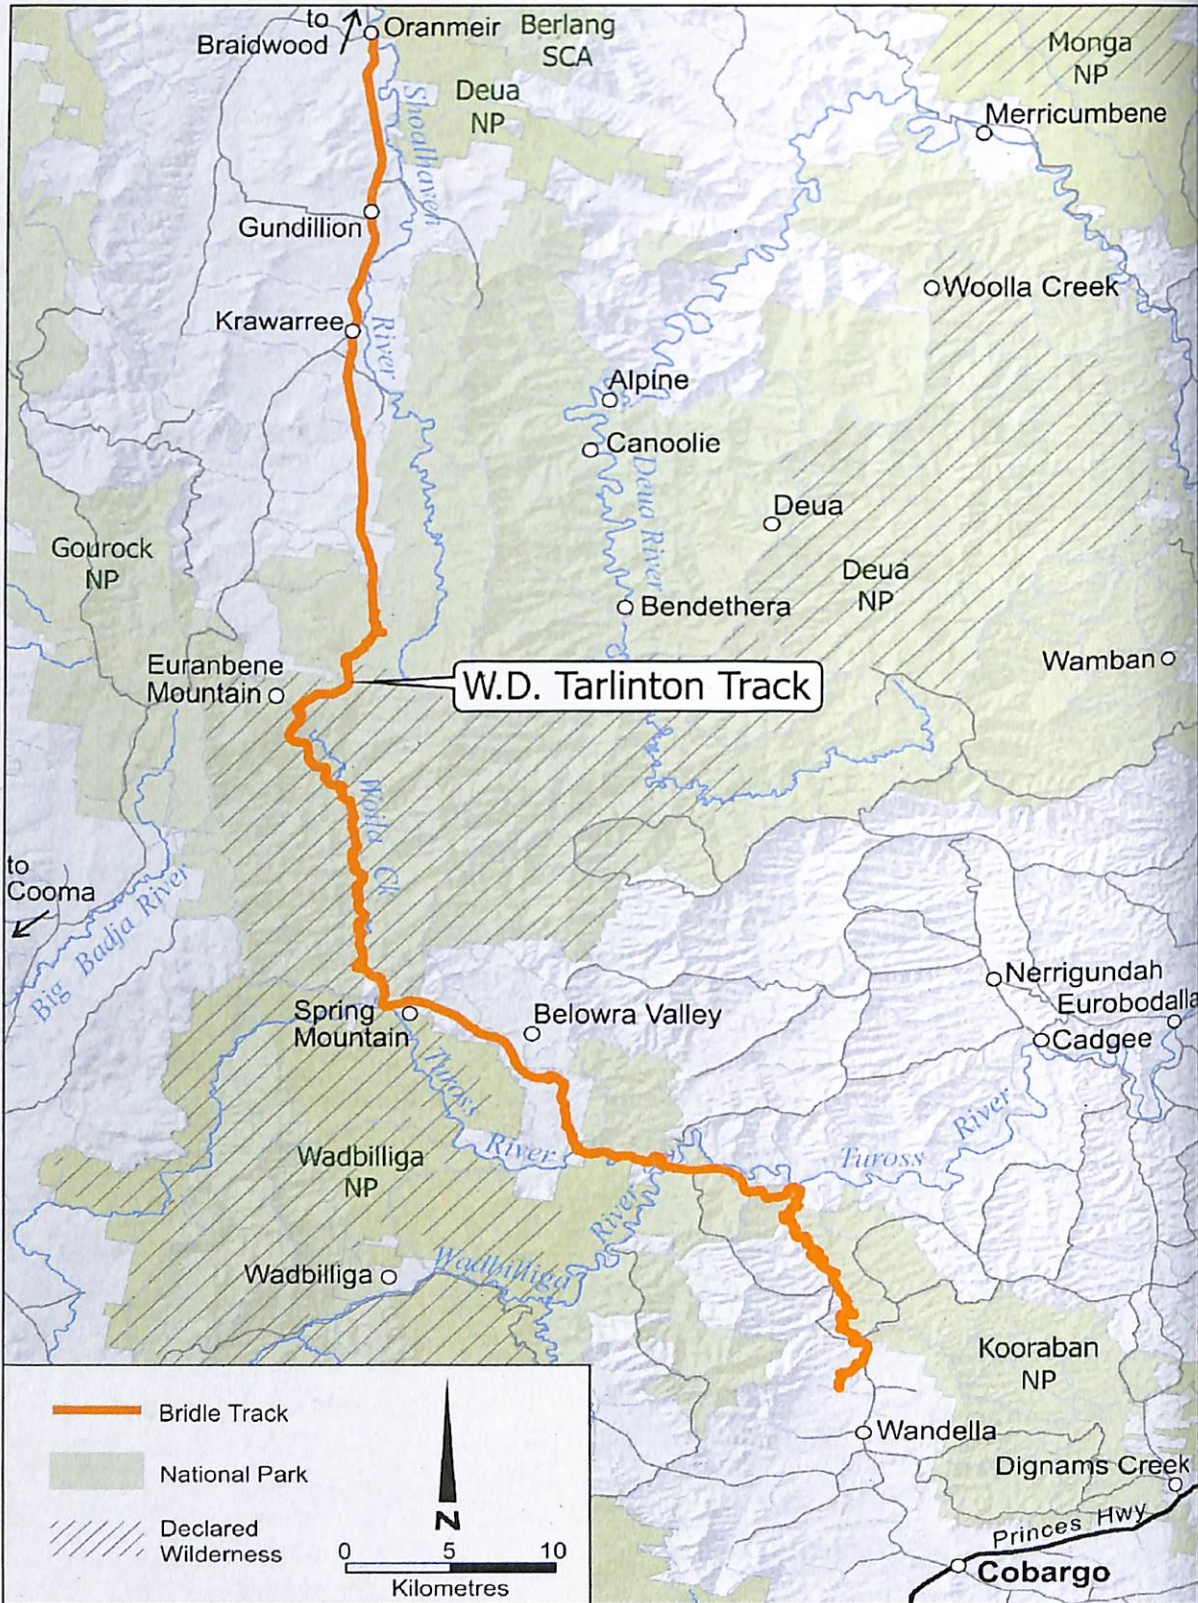 to
Braidwood
Oranmeir
Berlang
SCA
Monga
NP
Deua
NP
Merricumbene
Shoalhaven
River
Gundillion
Woolla Creek
Krawarree
Alpine
Canoolie
Deua River
Deua
Gourock
NP
Deua
NP
Bendethera
Euranbene
Mountain
Wamban
W.D. Tarlinton Track
Woila Ck
to
Cooma
Big Badja River
Nerrigundah
Eurobodalla
Spring
Mountain
Belowra Valley
Cadgee
Tuross
River
Tuross
River
Wadbilliga
NP
Wadbilliga
River
Wadbilliga
Kooraban
NP
Wandella
Dignams Creek
Princes Hwy
Cobargo
Bridle Track
National Park
Declared
Wilderness
N
0 5 10
Kilometres